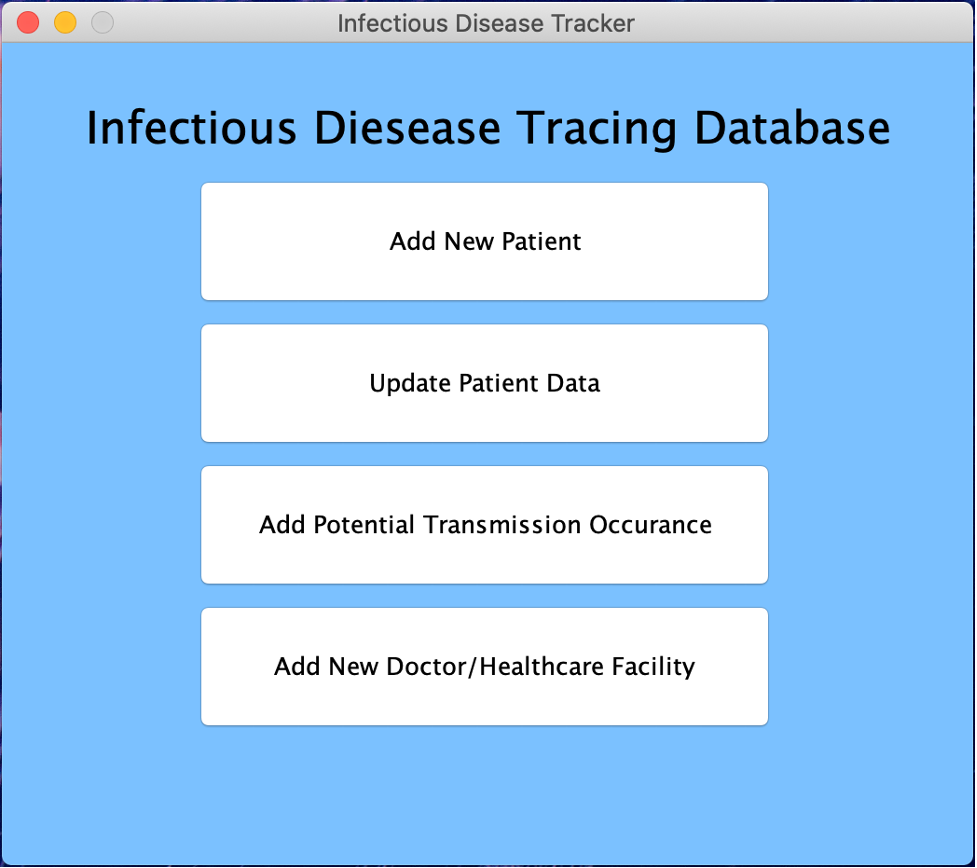 Infectious Disease Tracker
Infectious Diesease Tracing Database
Add New Patient
Update Patient Data
Add Potential Transmission Occurance
Add New Doctor/Healthcare Facility